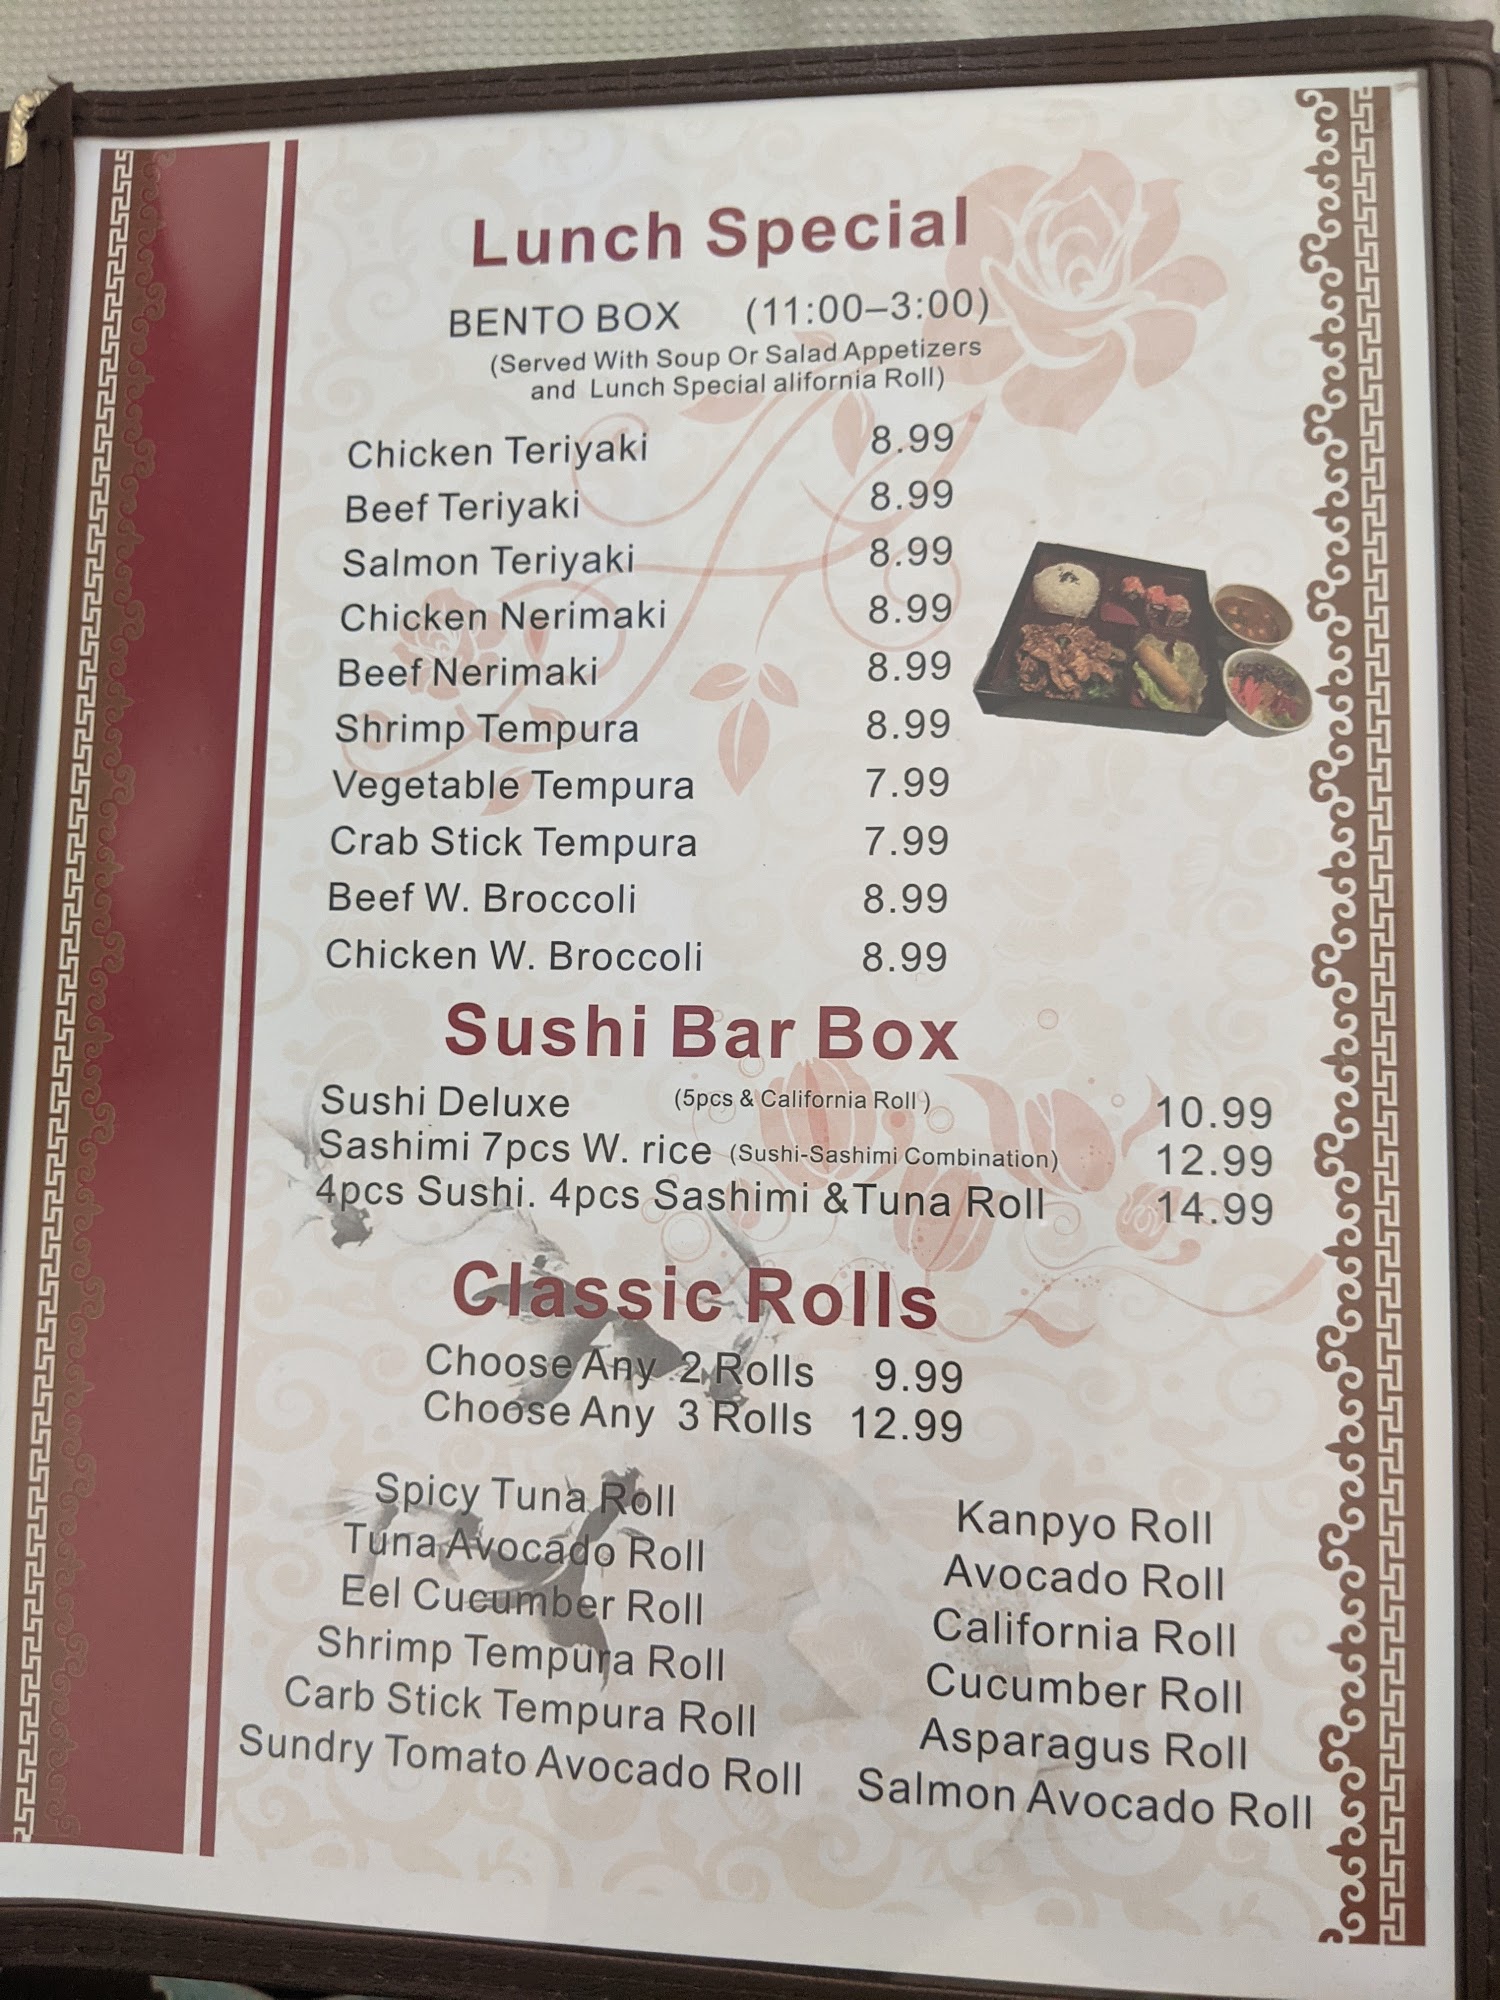 Lunch Special
BENTO BOX (11:00–3:00)
(Served With Soup Or Salad Appetizers
and Lunch Special alifornia Roll)
Chicken Teriyaki 8.99
Beef Teriyaki 8.99
Salmon Teriyaki 8.99
Chicken Nerimaki 8.99
Beef Nerimaki 8.99
Shrimp Tempura 8.99
Vegetable Tempura 7.99
Crab Stick Tempura 7.99
Beef W. Broccoli 8.99
Chicken W. Broccoli 8.99
Sushi Bar Box
Sushi Deluxe (5pcs & California Roll) 10.99
Sashimi 7pcs W. rice (Sushi-Sashimi Combination) 12.99
4pcs Sushi. 4pcs Sashimi &Tuna Roll 14.99
Classic Rolls
Choose Any 2 Rolls 9.99
Choose Any 3 Rolls 12.99
Spicy Tuna Roll
Tuna Avocado Roll
Eel Cucumber Roll
Shrimp Tempura Roll
Carb Stick Tempura Roll
Sundry Tomato Avocado Roll
Kanpyo Roll
Avocado Roll
California Roll
Cucumber Roll
Asparagus Roll
Salmon Avocado Roll